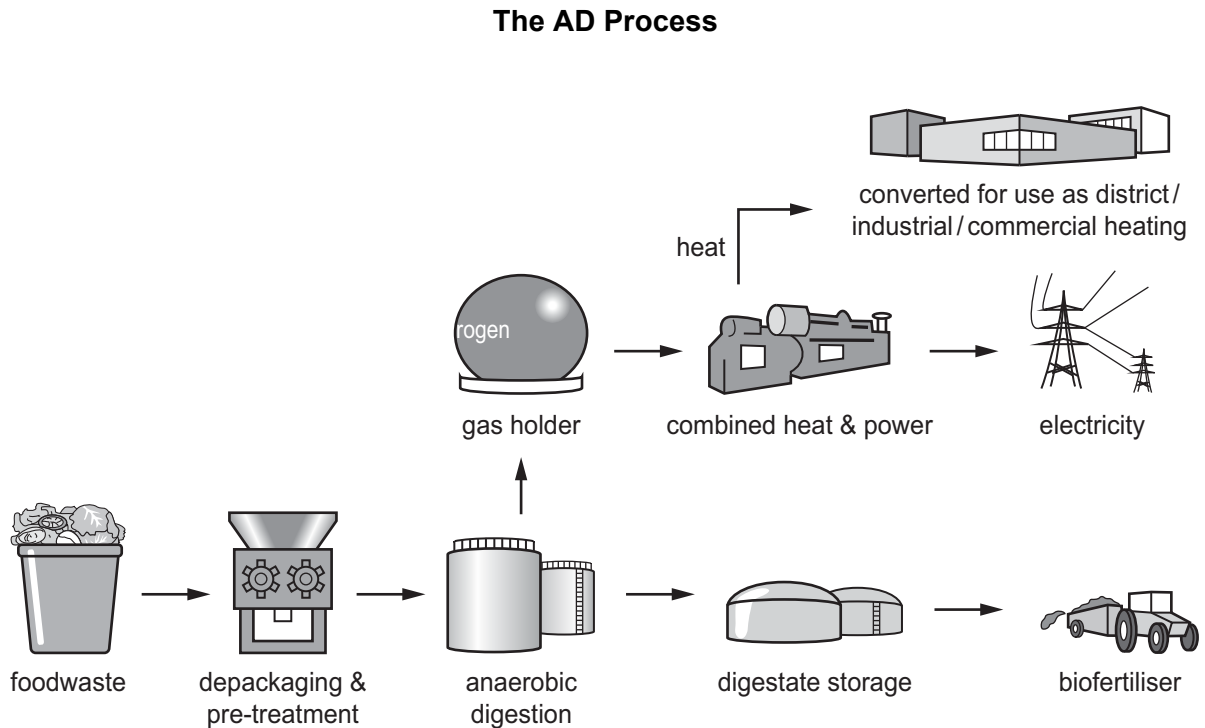 The AD Process
converted for use as district/
industrial/commercial heating
heat
rogen
gas holder
combined heat & power
electricity
foodwaste
depackaging &
pre-treatment
anaerobic
digestion
digestate storage
biofertiliser